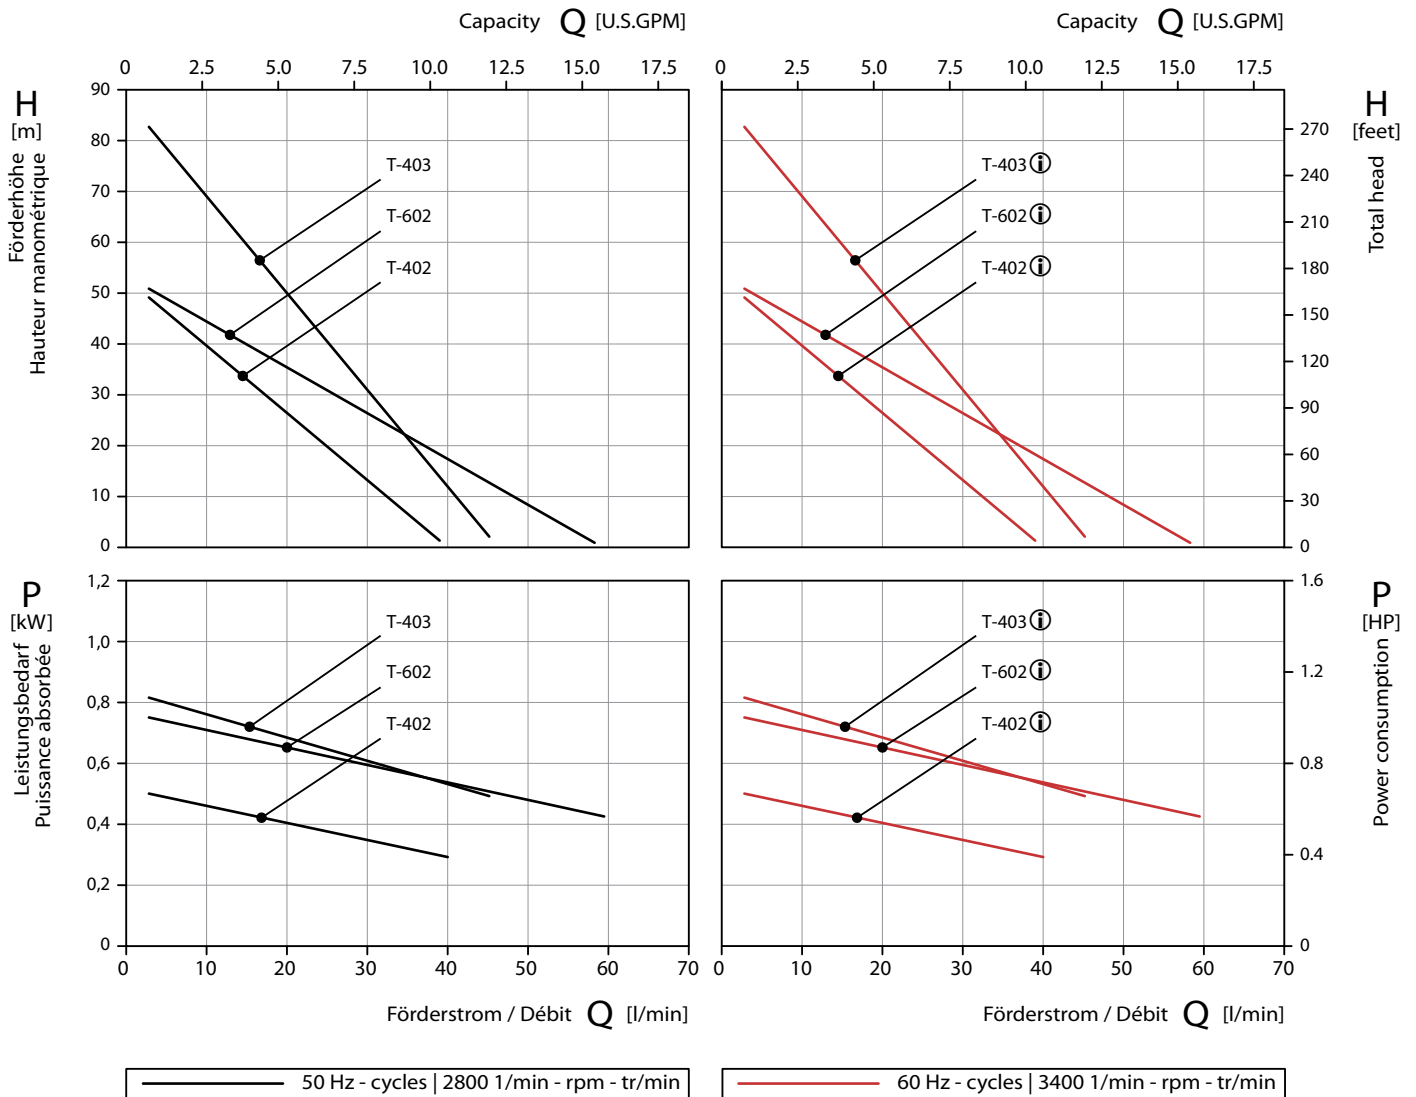 Capacity Q [U.S.GPM]
Capacity Q [U.S.GPM]
0 2.5 5.0 7.5 10.0 12.5 15.0 17.5
0 2.5 5.0 7.5 10.0 12.5 15.0 17.5
H
[m]
Förderhöhe
Hauteur manométrique
90
80
70
60
50
40
30
20
10
0
T-403
T-602
T-402
T-403 i
T-602 i
T-402 i
270
240
210
180
150
120
90
60
30
0
H
[feet]
Total head
P
[kW]
Leistungsbedarf
Puissance absorbée
1,2
1,0
0,8
0,6
0,4
0,2
0
T-403
T-602
T-402
T-403 i
T-602 i
T-402 i
1.6
1.2
0.8
0.4
0
P
[HP]
Power consumption
0 10 20 30 40 50 60 70
0 10 20 30 40 50 60 70
Förderstrom / Débit Q [l/min]
Förderstrom / Débit Q [l/min]
50 Hz - cycles | 2800 1/min - rpm - tr/min
60 Hz - cycles | 3400 1/min - rpm - tr/min